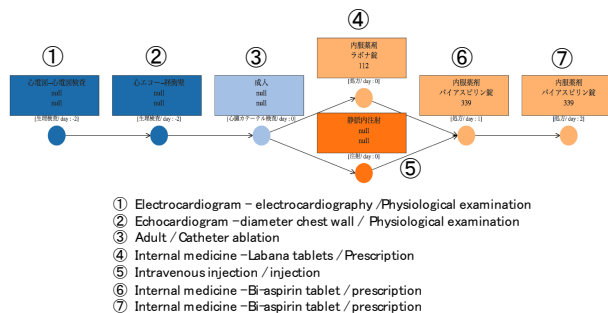 ① ② ③ ④ ⑥ ⑦
心電図-心電図検査
null
null
[生理検査/ day : -2]
心エコー-経胸壁
null
null
[生理検査/ day : -2]
成人
null
null
[心臓カテーテル検査/ day : 0]
内服薬剤
ラボナ錠
112
[処方/ day : 0]
静脈内注射
null
null
[注射/ day : 0]
⑤
内服薬剤
バイアスピリン錠
339
[処方/ day : 1]
内服薬剤
バイアスピリン錠
339
[処方/ day : 2]
① Electrocardiogram – electrocardiography /Physiological examination
② Echocardiogram –diameter chest wall / Physiological examination
③ Adult / Catheter ablation
④ Internal medicine –Labana tablets / Prescription
⑤ Intravenous injection / injection
⑥ Internal medicine –Bi-aspirin tablet / prescription
⑦ Internal medicine –Bi-aspirin tablet / prescription